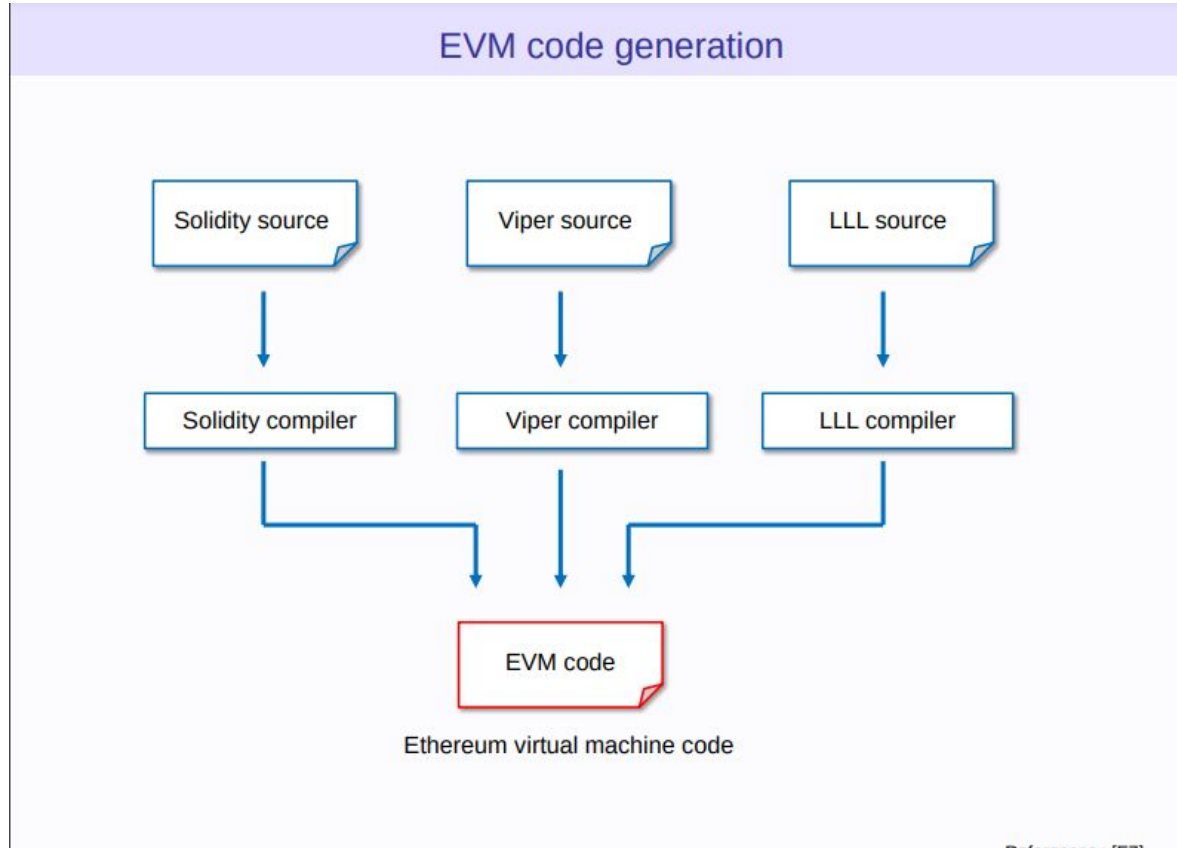 EVM code generation
Solidity source
Viper source
LLL source
Solidity compiler
Viper compiler
LLL compiler
EVM code
Ethereum virtual machine code